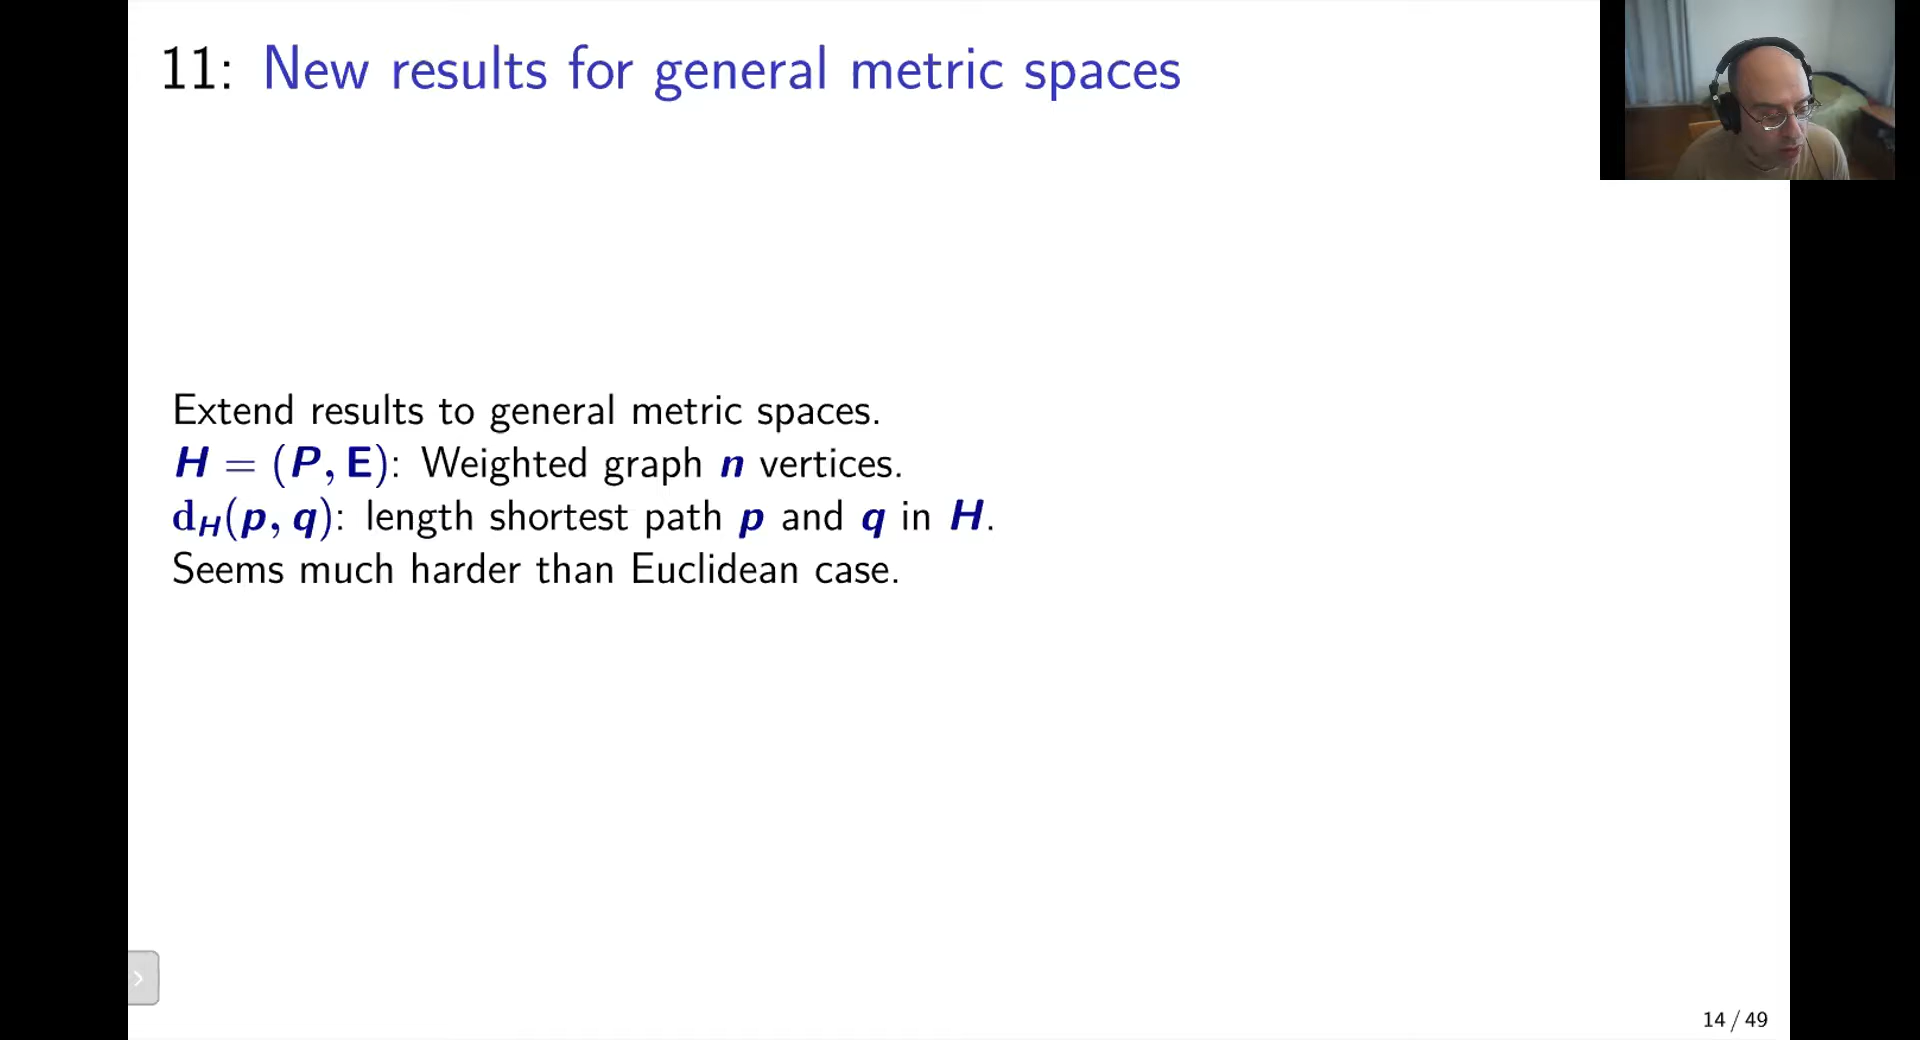 11: New results for general metric spaces
Extend results to general metric spaces.
H = (P, E): Weighted graph n vertices.
d_H(p, q): length shortest path p and q in H.
Seems much harder than Euclidean case.
14 / 49